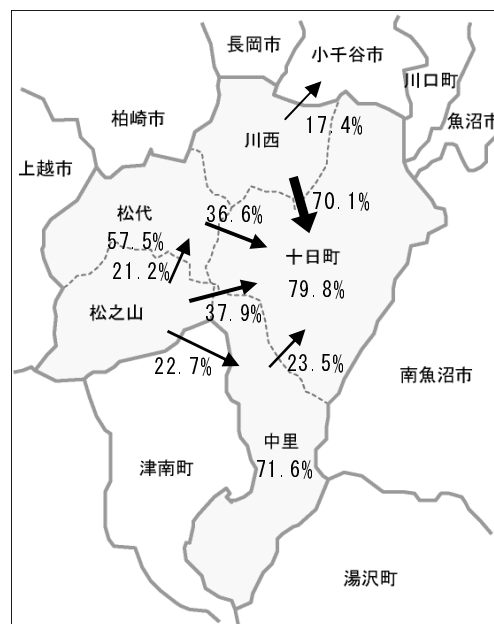 長岡市
小千谷市
川口町
魚沼市
柏崎市
上越市
川西
17.4%
70.1%
松代
57.5%
36.6%
21.2%
十日町
79.8%
松之山
37.9%
22.7%
23.5%
南魚沼市
中里
71.6%
津南町
湯沢町